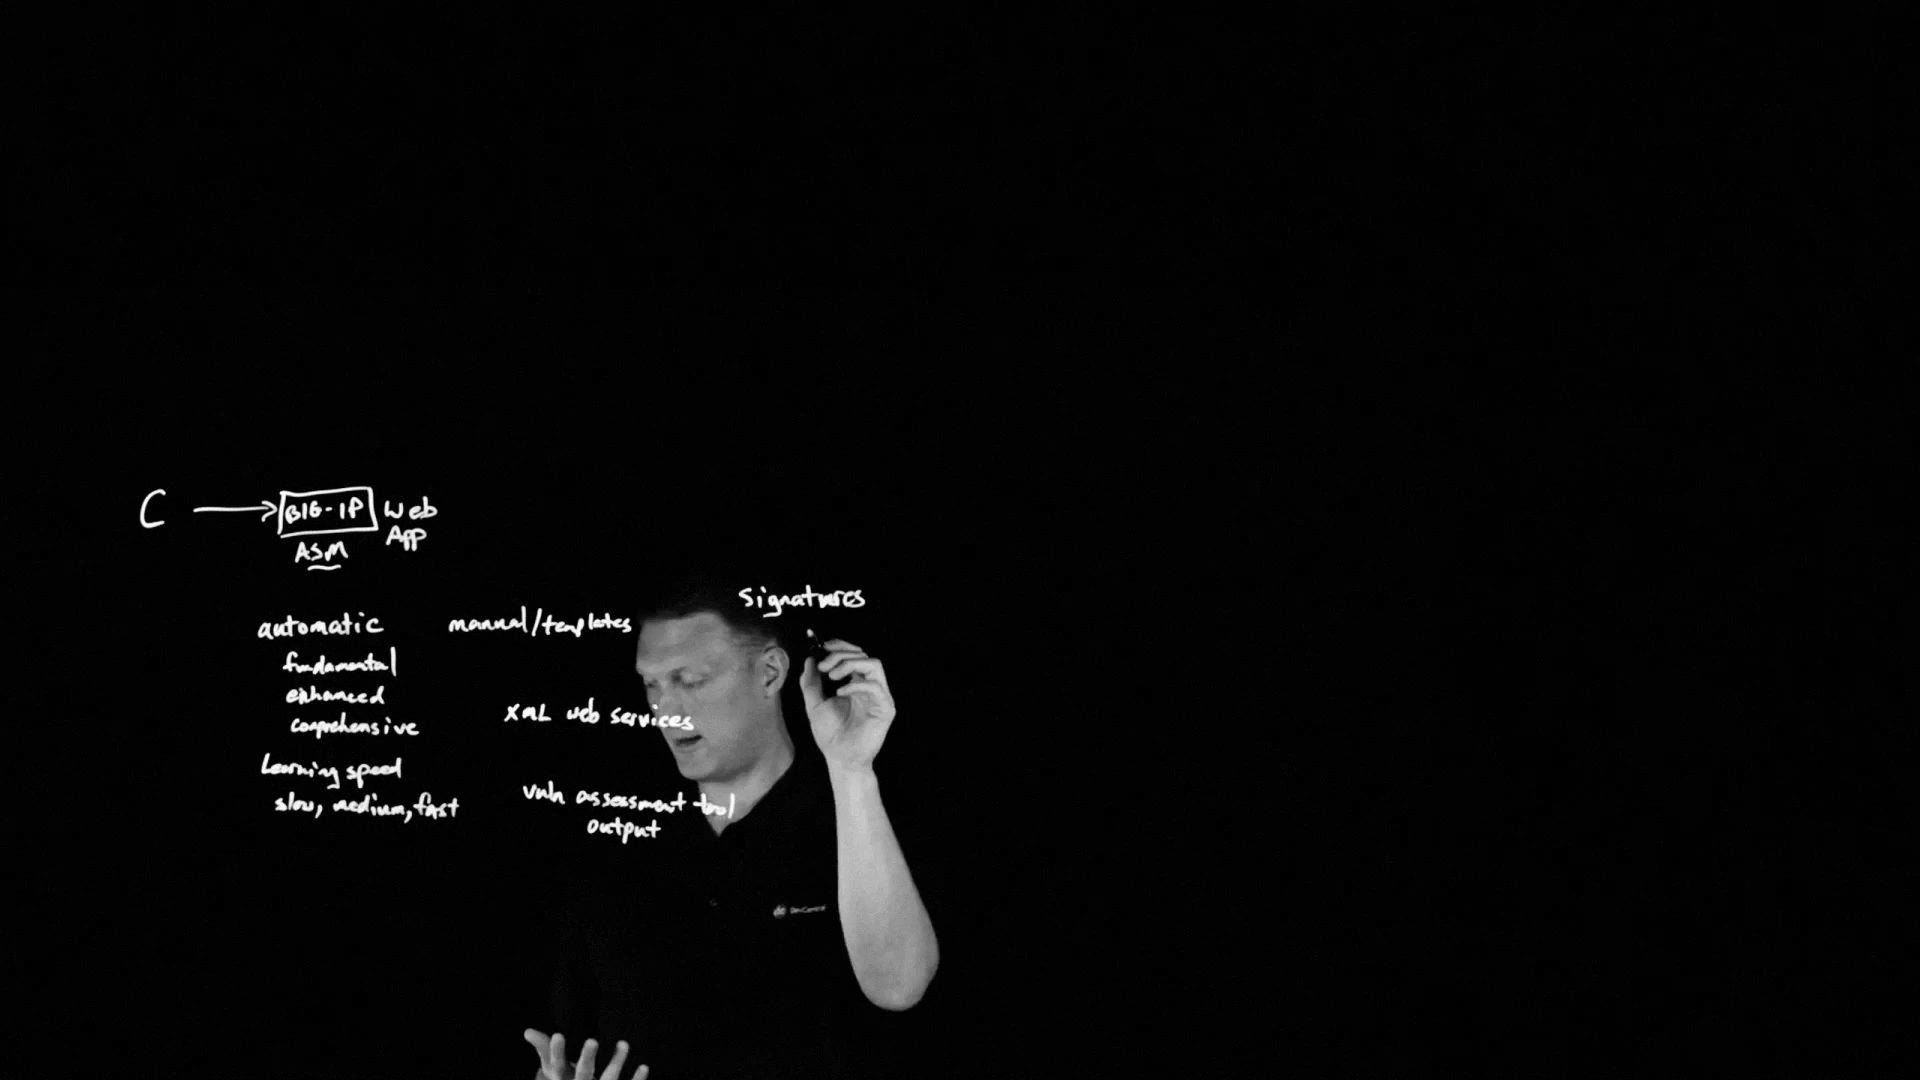 C
BIG-IP
Web
App
ASM
Signatures
automatic
manual/templates
fundamental
enhanced
comprehensive
XML web services
Learning speed
slow, medium, fast
vuln assessment tool
output
DevCentral